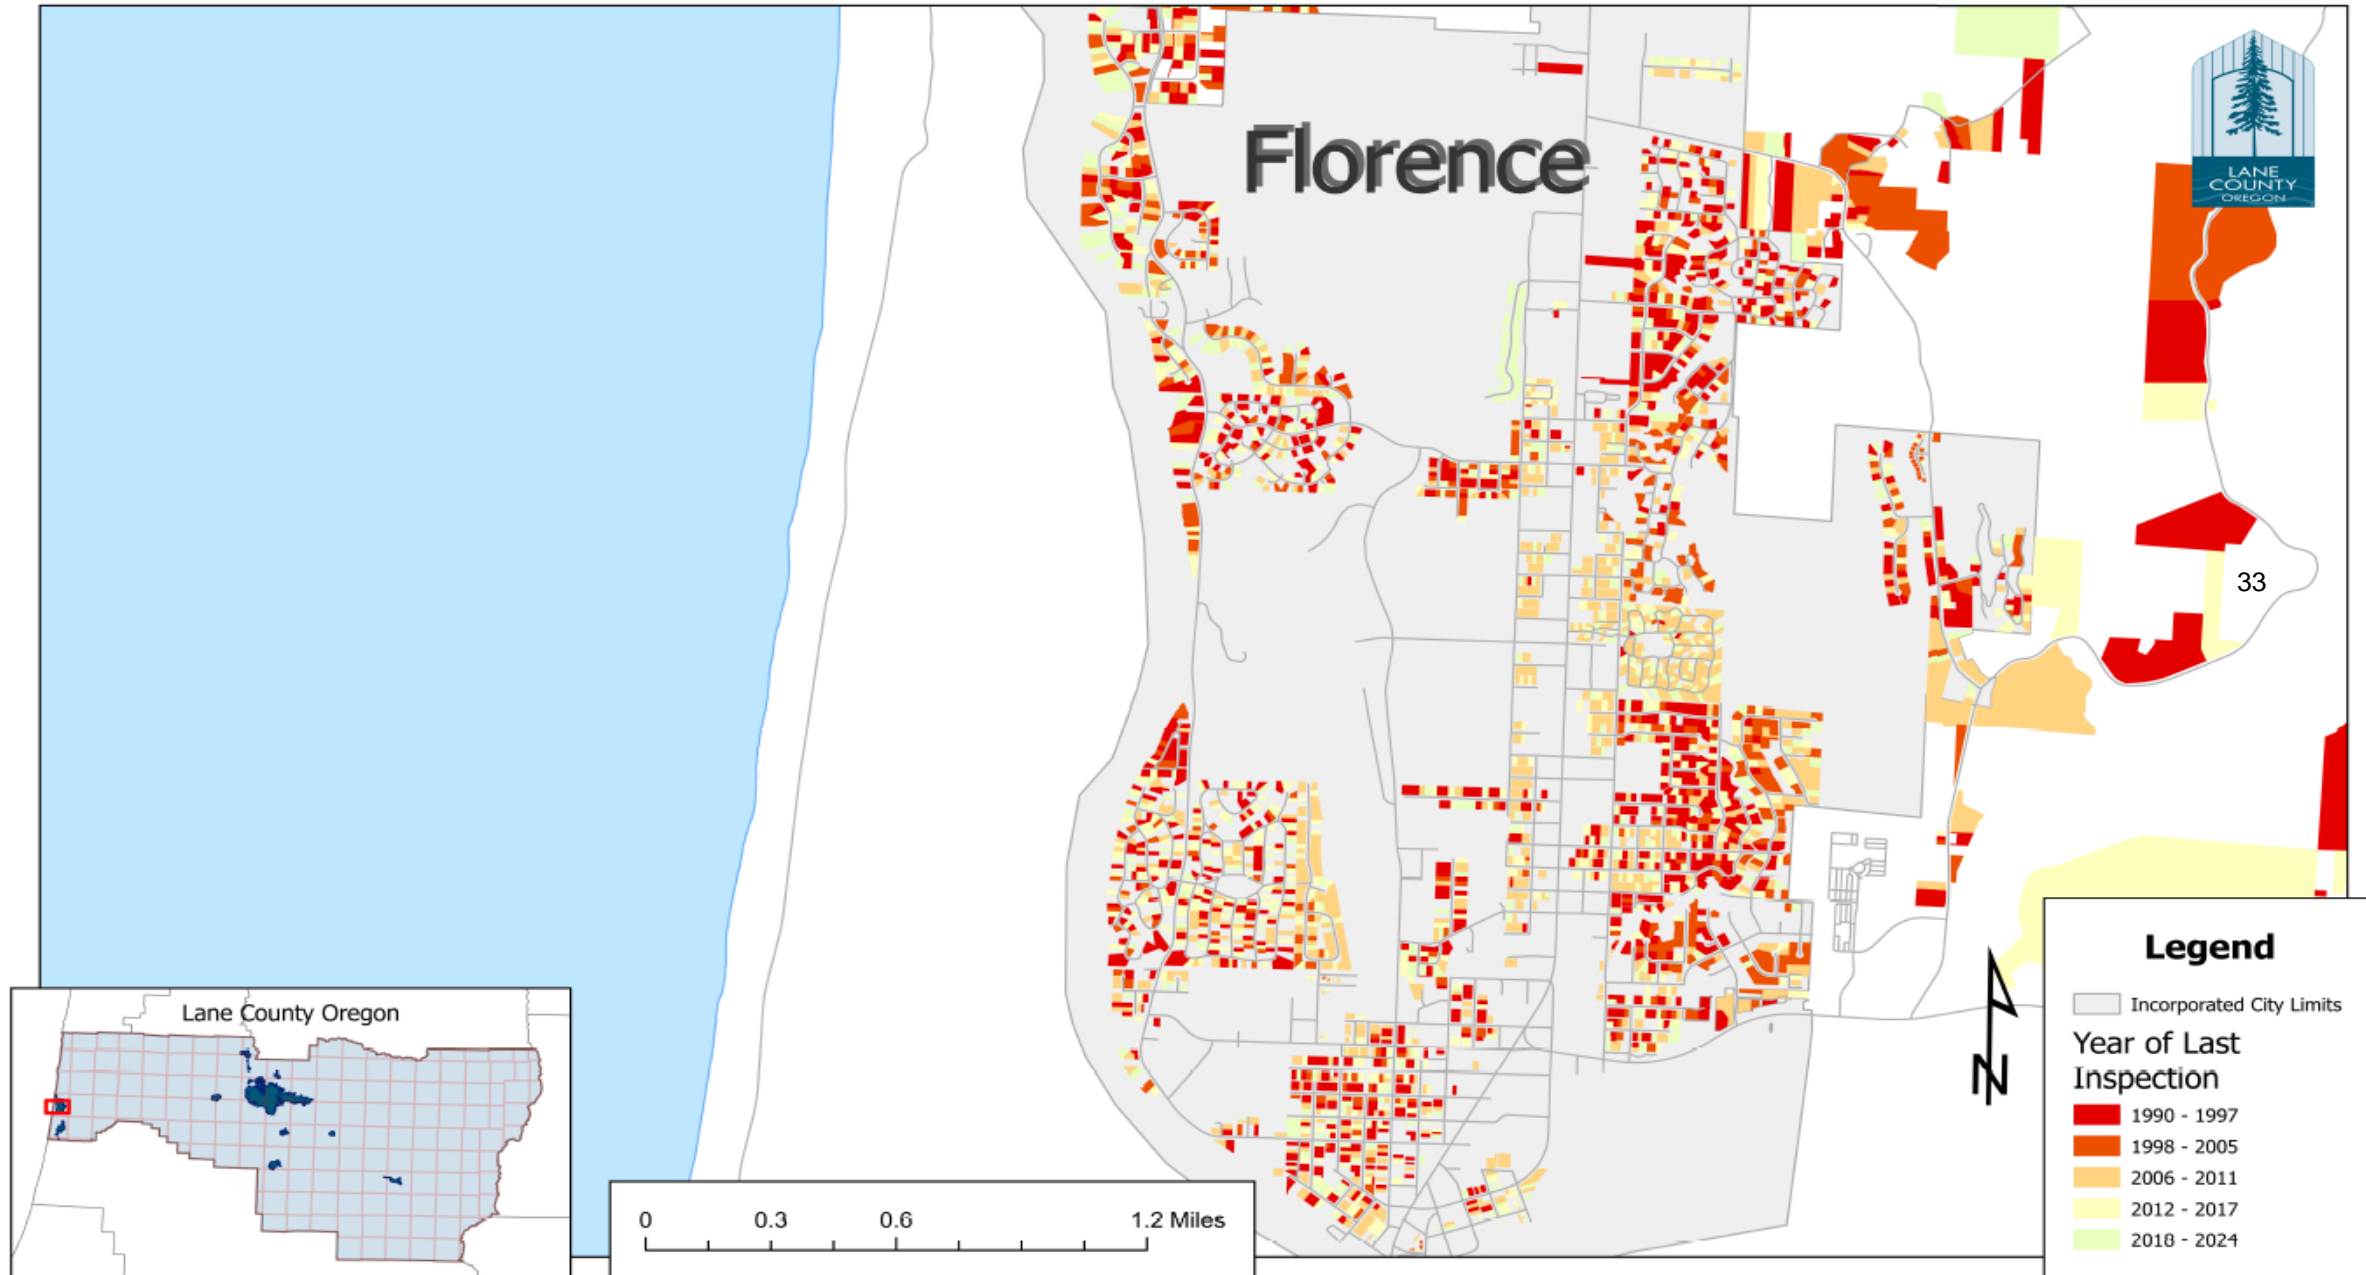 Florence
LANE
COUNTY
OREGON
33
Legend
Incorporated City Limits
Year of Last
Inspection
1990 - 1997
1998 - 2005
2006 - 2011
2012 - 2017
2018 - 2024
N
Lane County Oregon
0 0.3 0.6 1.2 Miles